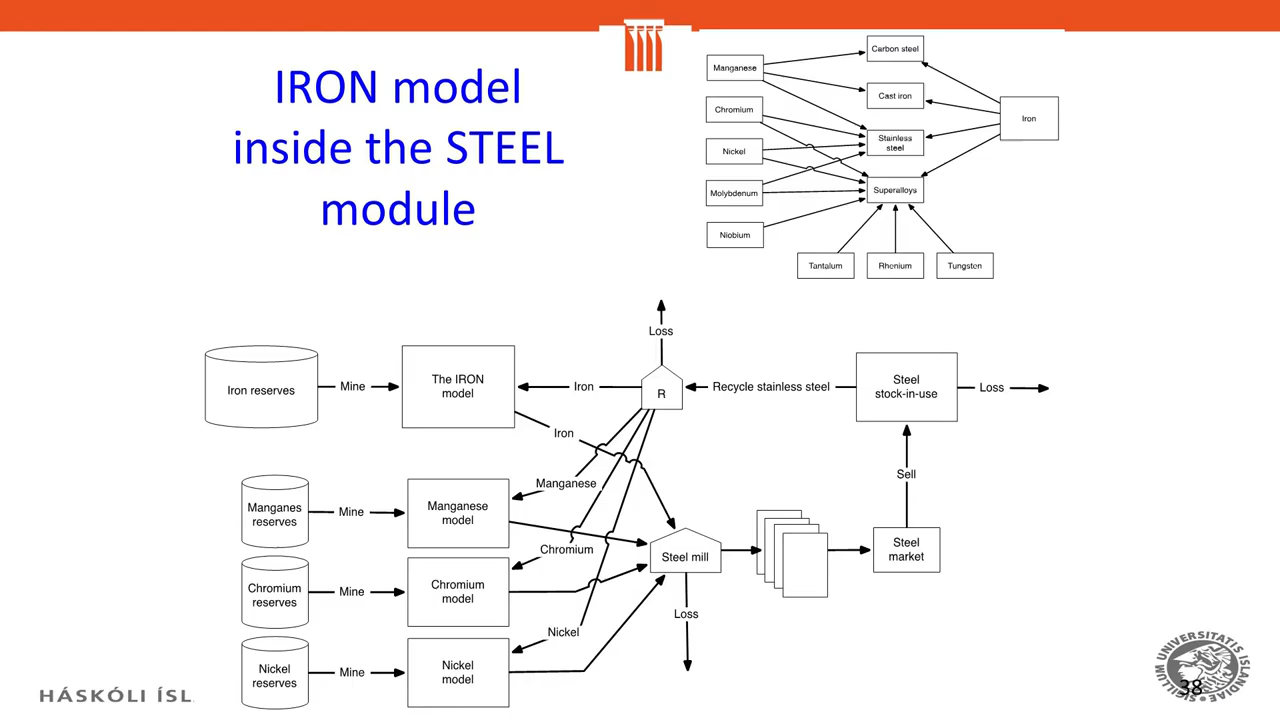 IRON model
inside the STEEL
module
Manganese
Chromium
Nickel
Molybdenum
Niobium
Carbon steel
Cast iron
Stainless
steel
Superalloys
Iron
Tantalum
Rhenium
Tungsten
Loss
Iron reserves
Mine
The IRON
model
Iron
R
Recycle stainless steel
Steel
stock-in-use
Loss
Iron
Sell
Manganese
Manganes
reserves
Mine
Manganese
model
Chromium
Steel mill
Steel
market
Chromium
reserves
Mine
Chromium
model
Loss
Nickel
Nickel
reserves
Mine
Nickel
model
HÁSKÓLI ÍSL
SIGILLUM UNIVERSITATIS ISLANDIAE
38